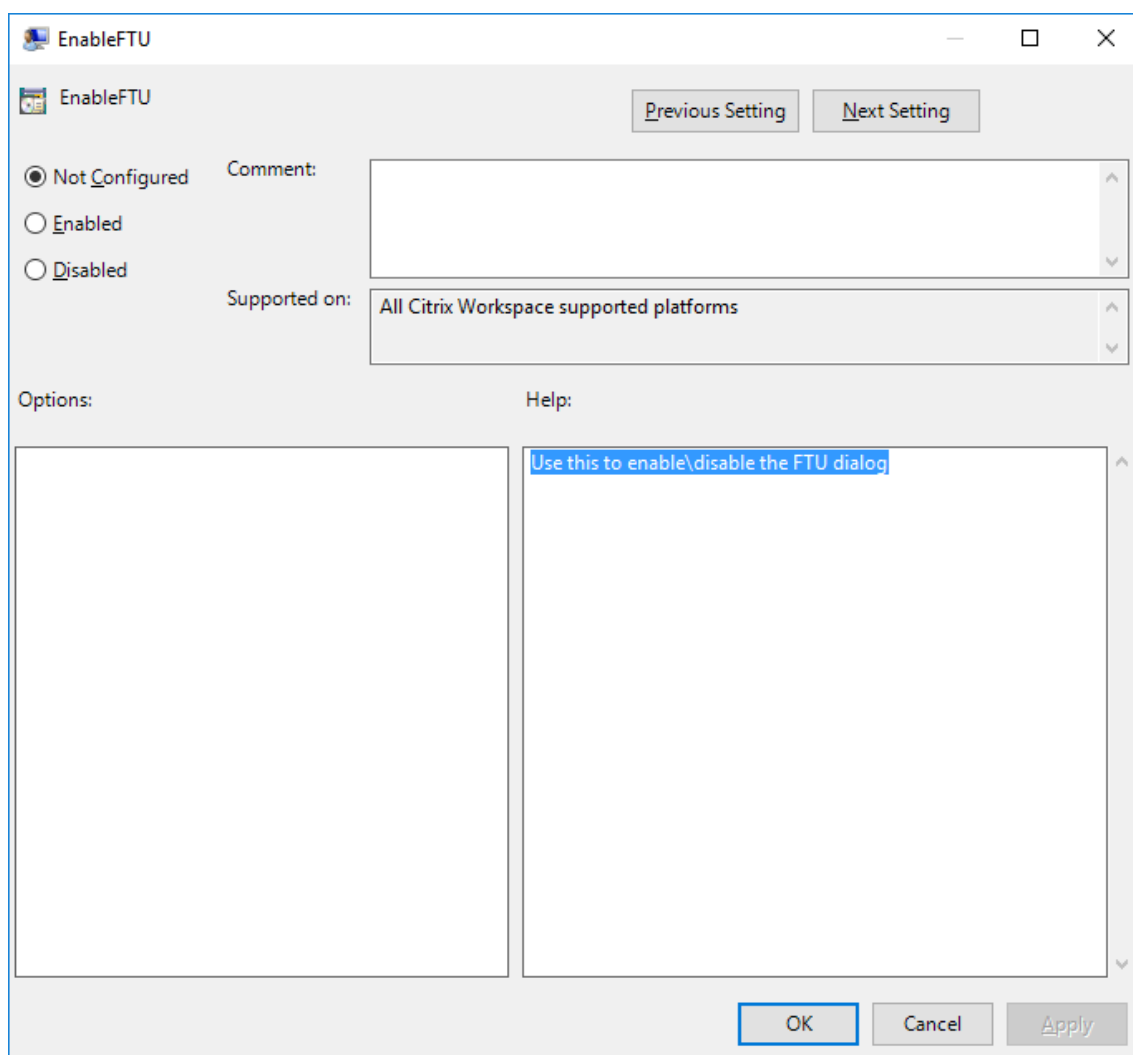 EnableFTU
EnableFTU
Previous Setting
Next Setting
Not Configured
Comment:
Enabled
Disabled
Supported on:
All Citrix Workspace supported platforms
Options:
Help:
Use this to enable\disable the FTU dialog
OK
Cancel
Apply